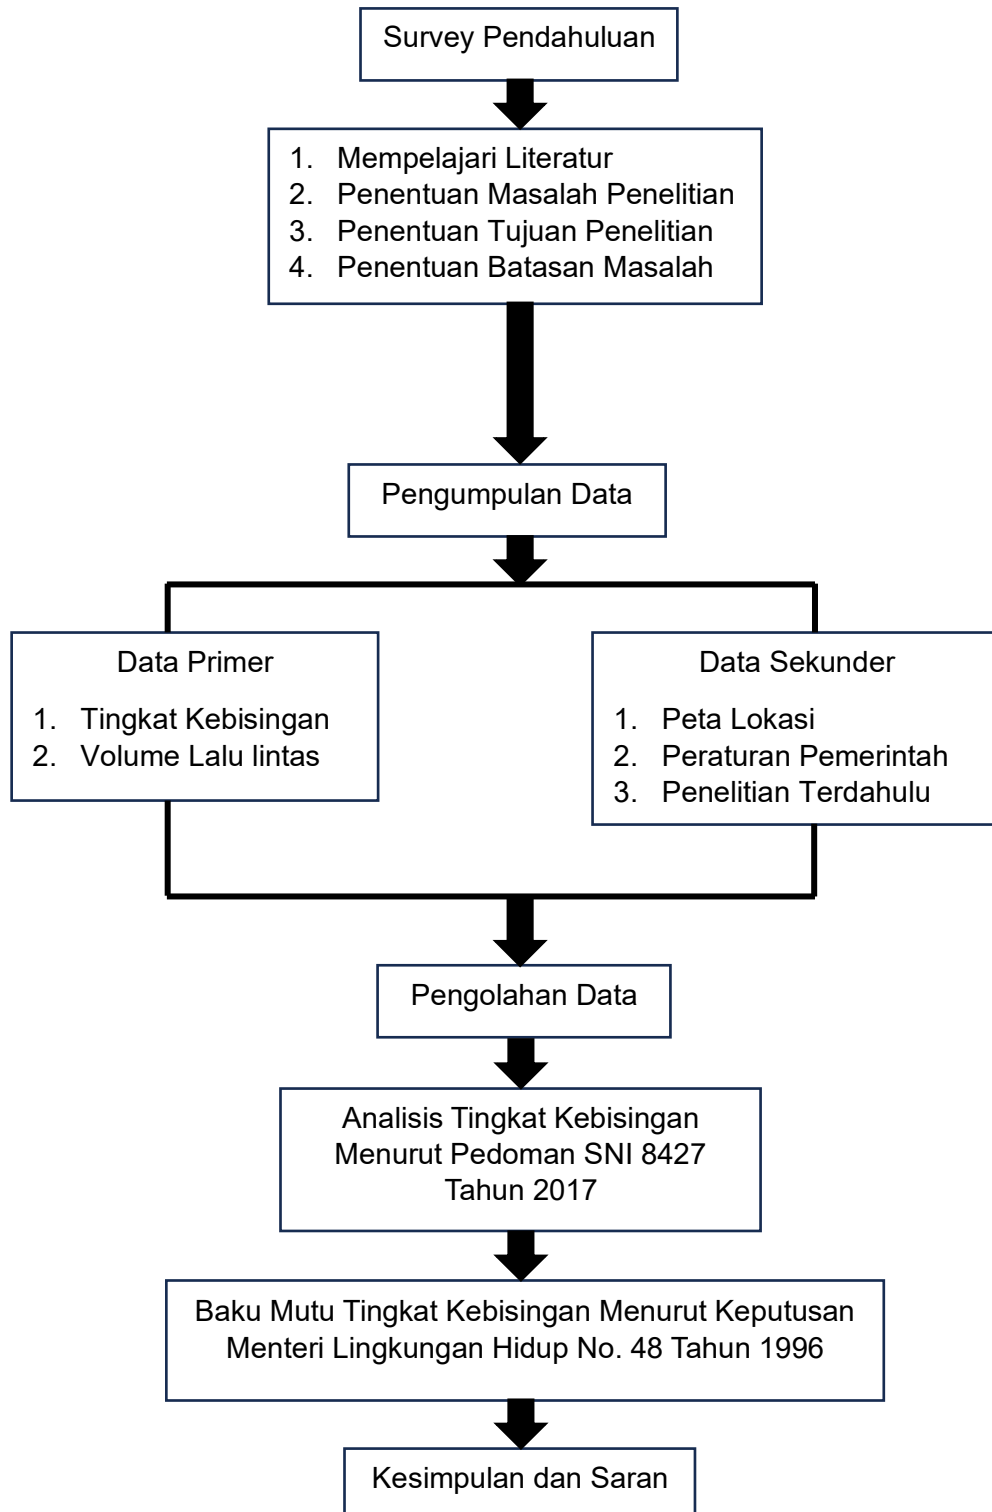 Survey Pendahuluan
1. Mempelajari Literatur
2. Penentuan Masalah Penelitian
3. Penentuan Tujuan Penelitian
4. Penentuan Batasan Masalah
Pengumpulan Data
Data Primer
1. Tingkat Kebisingan
2. Volume Lalu lintas
Data Sekunder
1. Peta Lokasi
2. Peraturan Pemerintah
3. Penelitian Terdahulu
Pengolahan Data
Analisis Tingkat Kebisingan
Menurut Pedoman SNI 8427
Tahun 2017
Baku Mutu Tingkat Kebisingan Menurut Keputusan
Menteri Lingkungan Hidup No. 48 Tahun 1996
Kesimpulan dan Saran